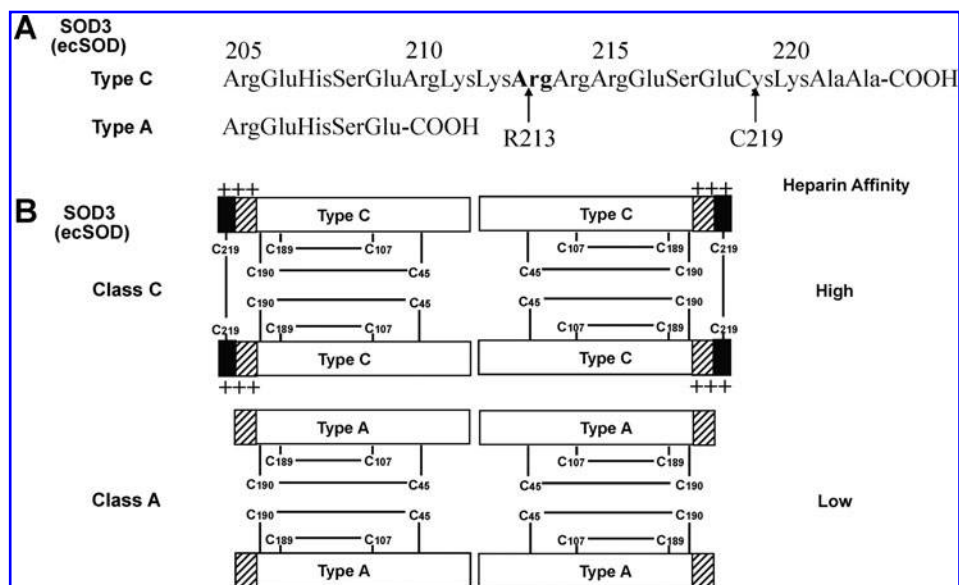 A
SOD3
(ecSOD)
205 210 215 220
Type C ArgGluHisSerGluArgLysLysArgArgArgGluSerGluCysLysAlaAla-COOH
Type A ArgGluHisSerGlu-COOH
R213 C219
B
SOD3
(ecSOD)
Heparin Affinity
+++ +++
Type C Type C
C219 C189 C107 C107 C189 C219
C190 C45 C45 C190
Class C High
C190 C45 C45 C190
C219 C189 C107 C107 C189 C219
Type C Type C
+++ +++
Type A Type A
C189 C107 C107 C189
C190 C45 C45 C190
Class A Low
C190 C45 C45 C190
C189 C107 C107 C189
Type A Type A